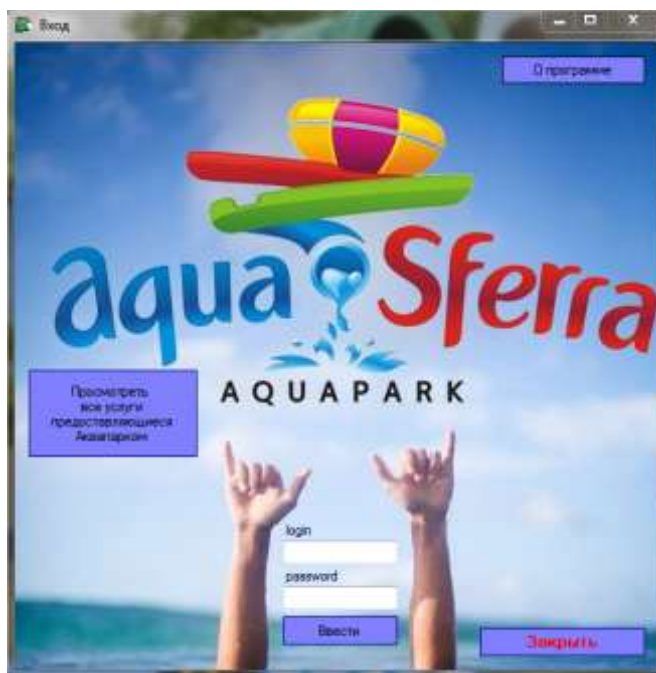 Вход
О программе
aqua Sferra
AQUAPARK
Просмотреть
все услуги
предоставляющиеся
Аквапарком
login
password
Ввести
Закрыть